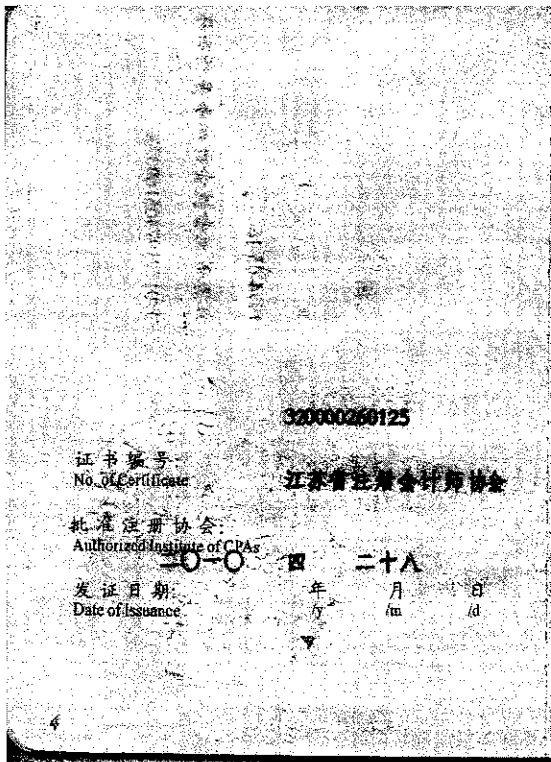 320000260125
证书编号:
No. of Certificate
江苏省注册会计师协会
批准注册协会:
Authorized Institute of CPAs
二〇一〇 四 二十八
发证日期: 年 月 日
Date of Issuance /y /m /d
4